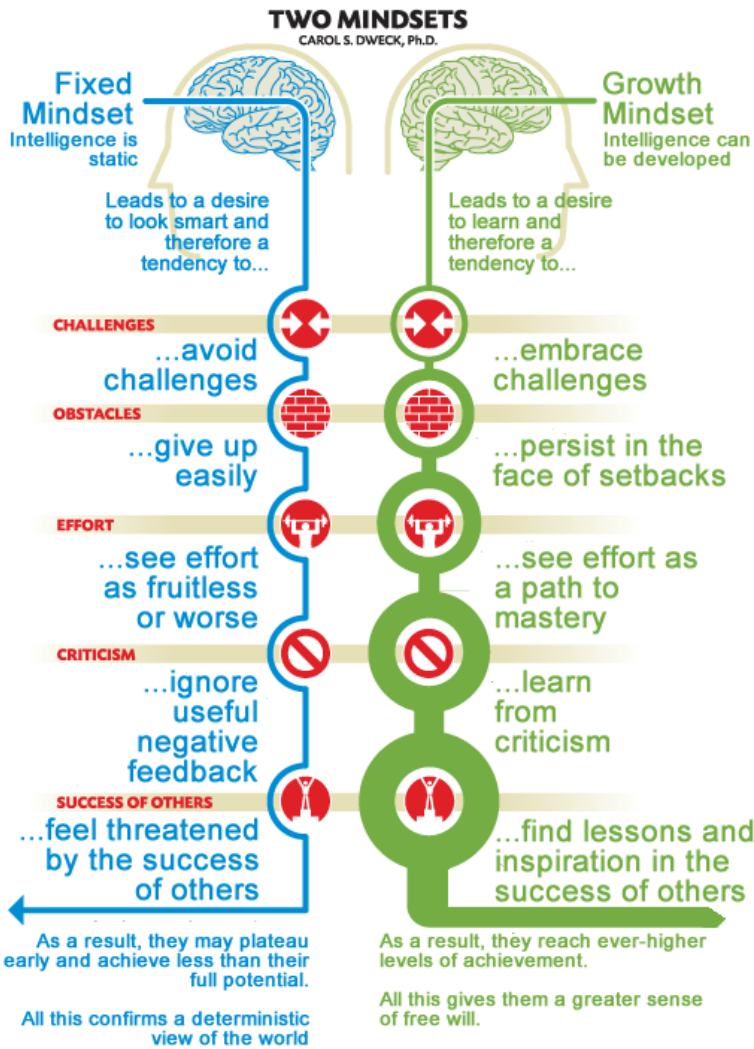 TWO MINDSETS
CAROL S. DWECK, Ph.D.
Fixed
Mindset
Intelligence is
static
Growth
Mindset
Intelligence can
be developed
Leads to a desire
to look smart and
therefore a
tendency to...
Leads to a desire
to learn and
therefore a
tendency to...
CHALLENGES
...avoid
challenges
...embrace
challenges
OBSTACLES
...give up
easily
...persist in the
face of setbacks
EFFORT
...see effort
as fruitless
or worse
...see effort as
a path to
mastery
CRITICISM
...ignore
useful
negative
feedback
...learn
from
criticism
SUCCESS OF OTHERS
...feel threatened
by the success
of others
...find lessons and
inspiration in the
success of others
As a result, they may plateau
early and achieve less than their
full potential.
All this confirms a deterministic
view of the world
As a result, they reach ever-higher
levels of achievement.
All this gives them a greater sense
of free will.